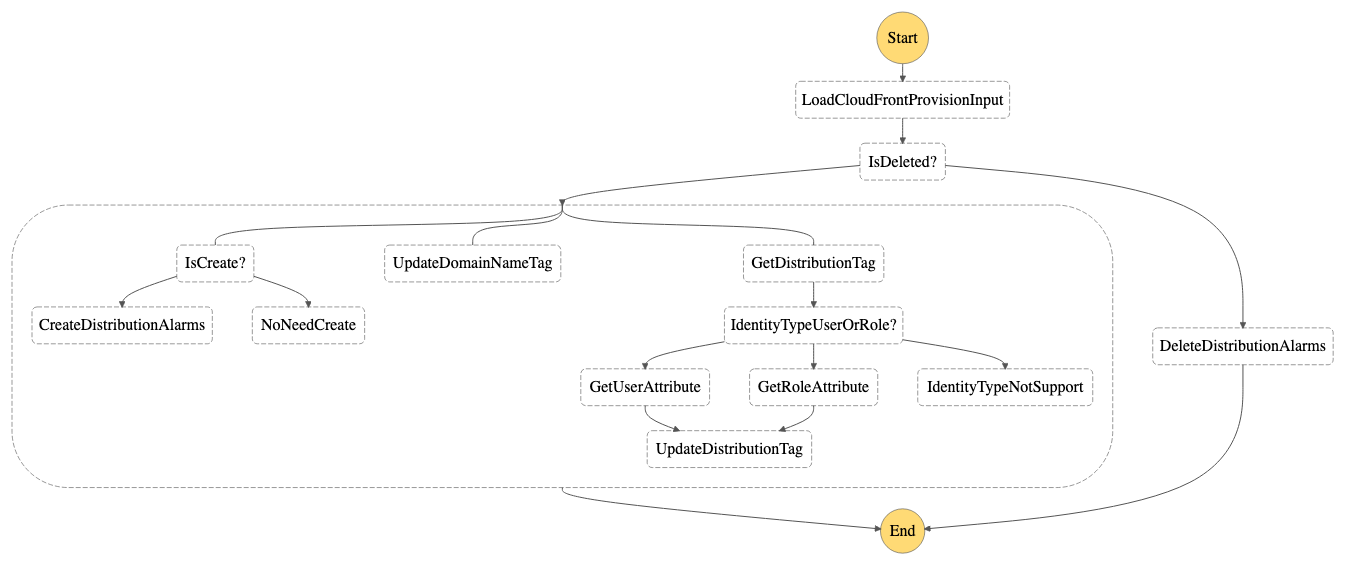 Start
LoadCloudFrontProvisionInput
IsDeleted?
IsCreate?
UpdateDomainNameTag
GetDistributionTag
CreateDistributionAlarms
NoNeedCreate
IdentityTypeUserOrRole?
DeleteDistributionAlarms
GetUserAttribute
GetRoleAttribute
IdentityTypeNotSupport
UpdateDistributionTag
End